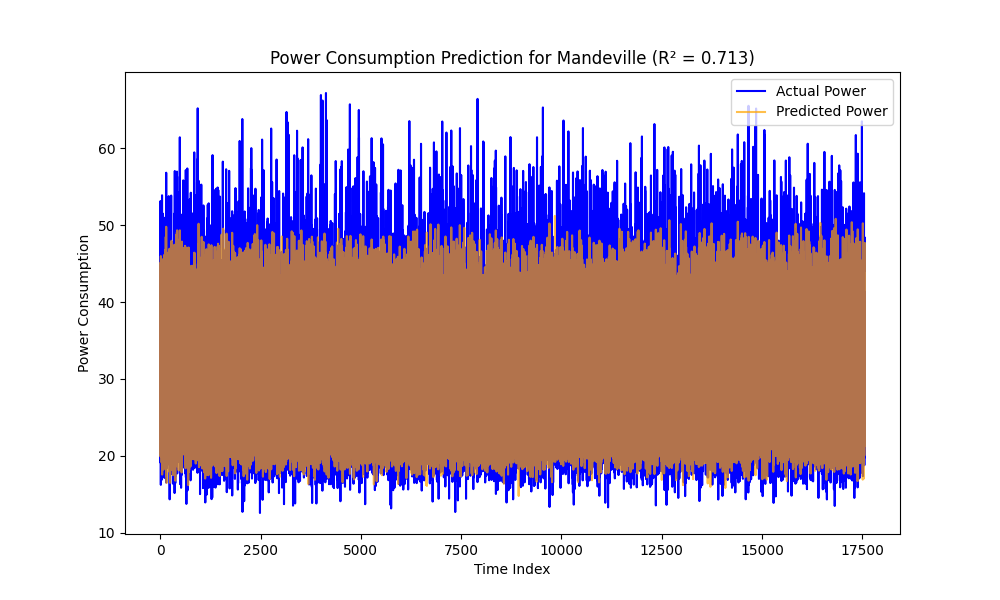 Power Consumption Prediction for Mandeville (R² = 0.713)
Actual Power
Predicted Power
Power Consumption
60
50
40
30
20
10
0
2500
5000
7500
10000
12500
15000
17500
Time Index